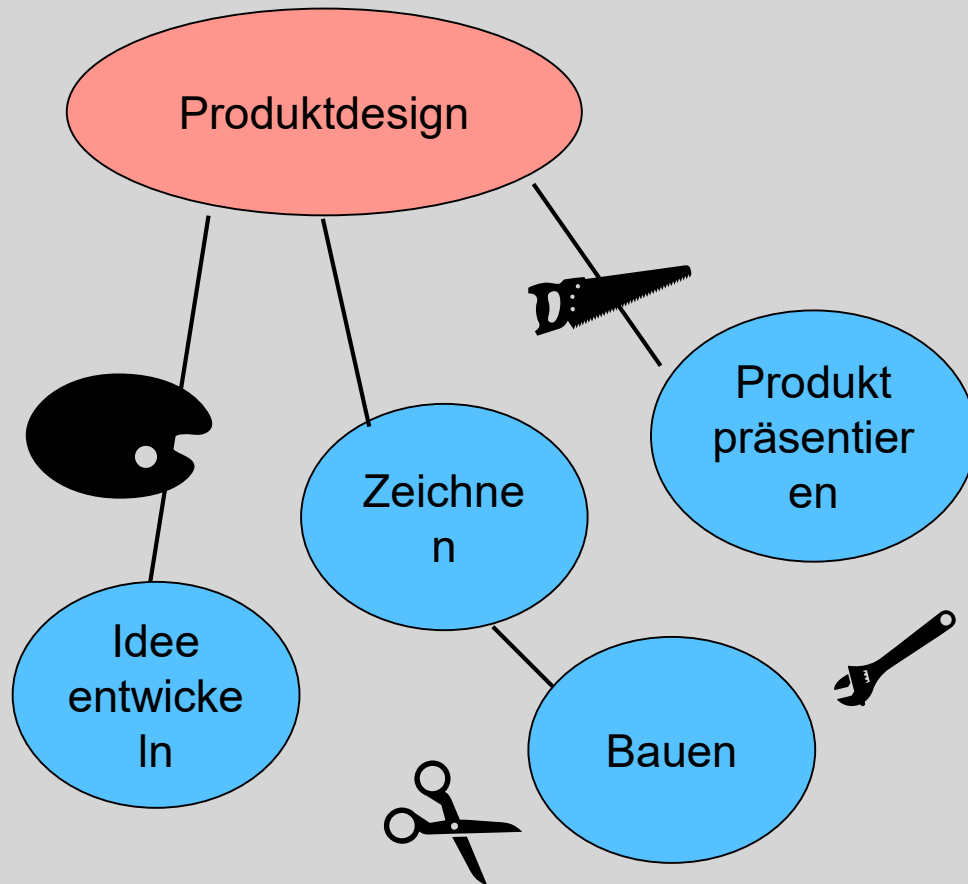 Produktdesign
Produkt
präsentier
en
Zeichne
n
Idee
entwicke
ln
Bauen